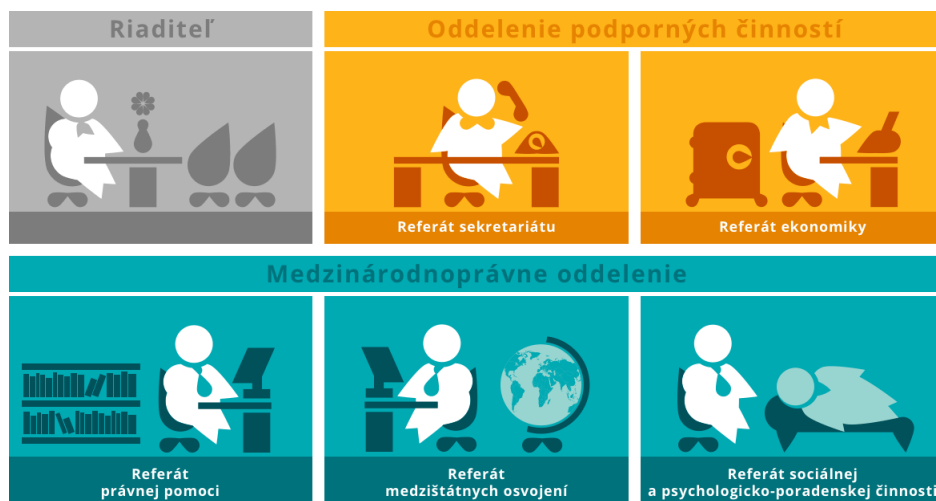 Riaditeľ
Oddelenie podporných činností
Referát sekretariátu
Referát ekonomiky
Medzinárodnoprávne oddelenie
Referát
právnej pomoci
Referát
medzištátnych osvojení
Referát sociálnej
a psychologicko-poradenskej činnosti